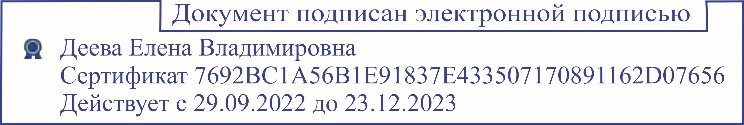 Документ подписан электронной подписью
Деева Елена Владимировна
Сертификат 7692BC1A56B1E91837E433507170891162D07656
Действует с 29.09.2022 до 23.12.2023